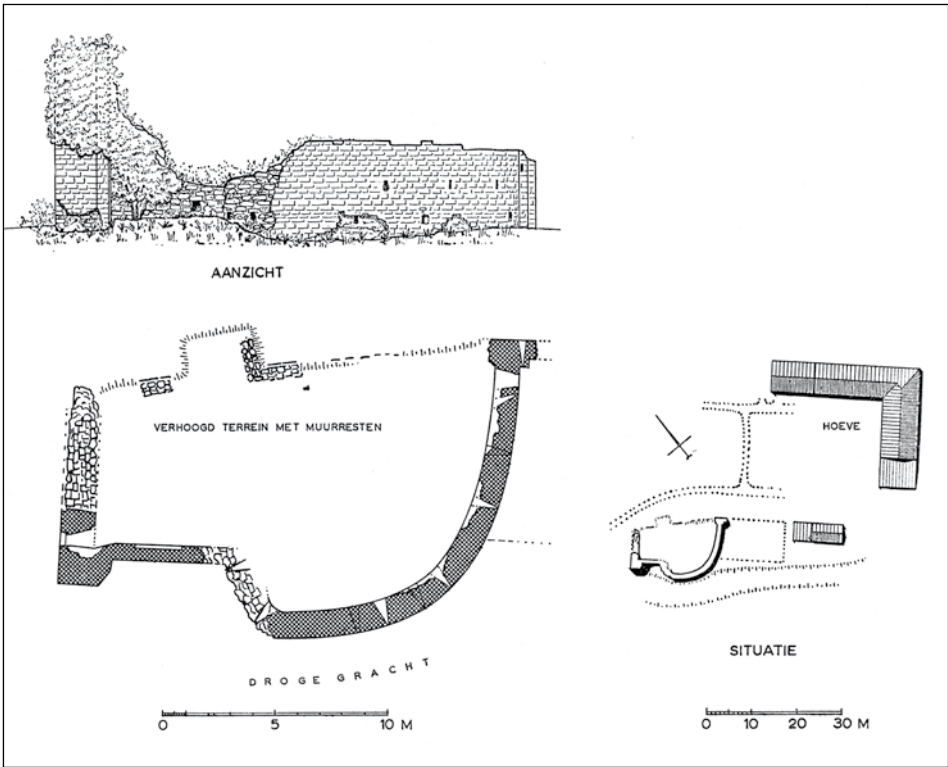 AANZICHT
VERHOOGD TERREIN MET MUURRESTEN
HOEVE
DROGE GRACHT
SITUATIE
0 5 10 M
0 10 20 30 M